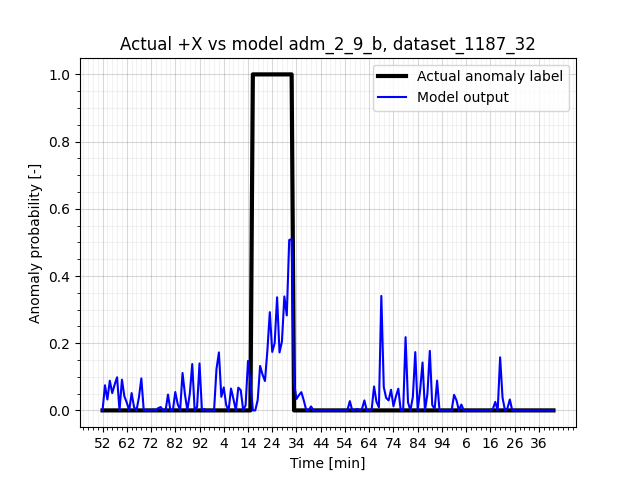 Actual +X vs model adm_2_9_b, dataset_1187_32
Actual anomaly label
Model output
Anomaly probability [-]
1.0
0.8
0.6
0.4
0.2
0.0
52 62 72 82 92 4 14 24 34 44 54 64 74 84 94 6 16 26 36
Time [min]